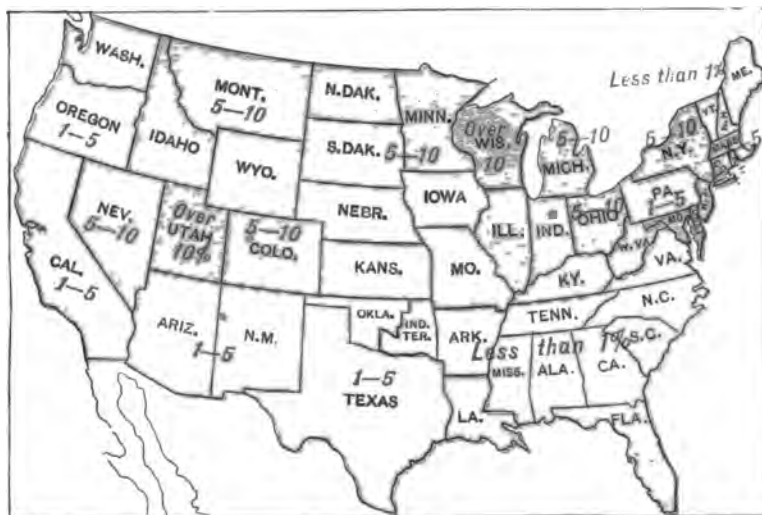 WASH.
MONT.
5—10
N.DAK.
MINN.
Less than 1%
ME.
VT.
OREGON
1—5
IDAHO
S.DAK.
5—10
Over
WIS.
10
5—10
MICH.
5—10
N.Y.
WYO.
IOWA
PA.
1—5
NEV.
5—10
Over
UTAH
10%
5—10
COLO.
NEBR.
ILL.
IND.
OHIO
W.VA.
VA.
CAL.
1—5
KANS.
MO.
KY.
N.C.
ARIZ.
N.M.
1—5
OKLA.
IND.
TER.
ARK.
TENN.
Less than 1%
S.C.
MISS.
ALA.
GA.
1—5
TEXAS
LA.
FLA.